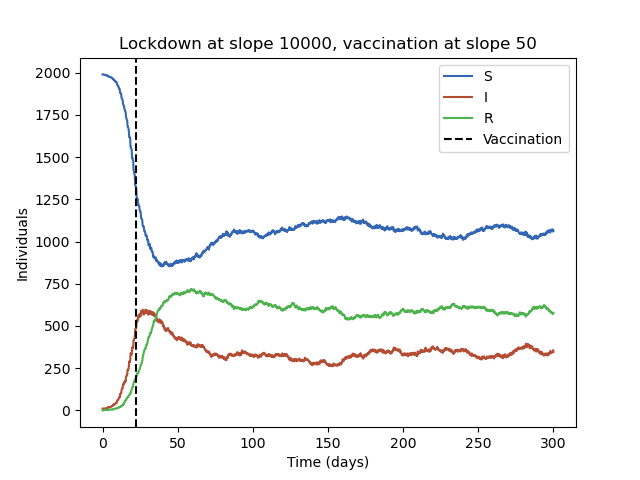 Lockdown at slope 10000, vaccination at slope 50
S
I
R
Vaccination
Individuals
2000
1750
1500
1250
1000
750
500
250
0
0 50 100 150 200 250 300
Time (days)